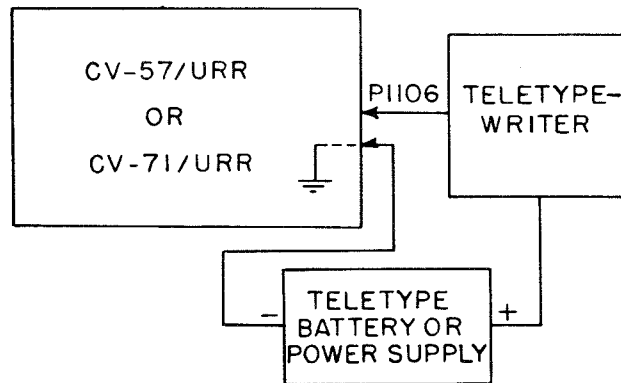 CV-57/URR
OR
CV-71/URR
P1106
TELETYPE-
WRITER
-
TELETYPE
BATTERY OR
POWER SUPPLY
+